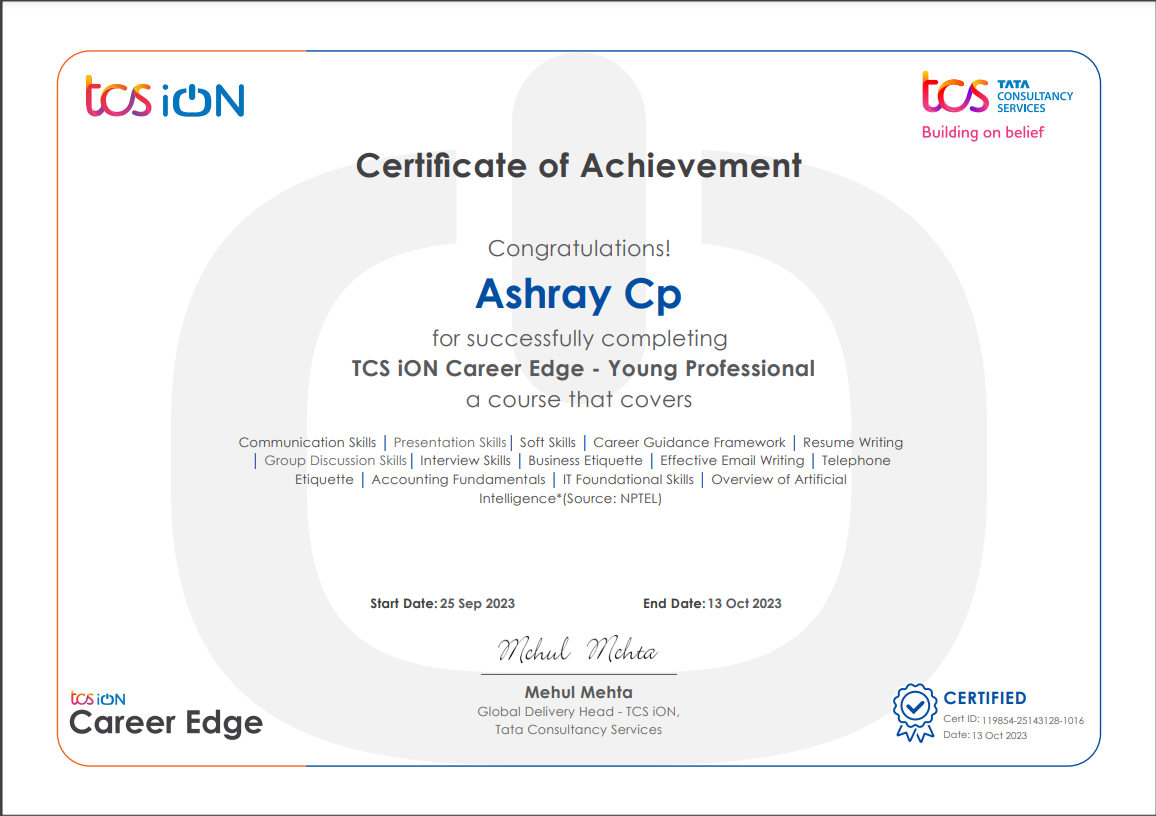 tcs iON
tcs TATA
CONSULTANCY
SERVICES
Building on belief
Certificate of Achievement
Congratulations!
Ashray Cp
for successfully completing
TCS iON Career Edge - Young Professional
a course that covers
Communication Skills | Presentation Skills | Soft Skills | Career Guidance Framework | Resume Writing
| Group Discussion Skills | Interview Skills | Business Etiquette | Effective Email Writing | Telephone
Etiquette | Accounting Fundamentals | IT Foundational Skills | Overview of Artificial
Intelligence*(Source: NPTEL)
Start Date: 25 Sep 2023 End Date: 13 Oct 2023
Mehul Mehta
Mehul Mehta
Global Delivery Head - TCS iON,
Tata Consultancy Services
tcs iON
Career Edge
CERTIFIED
Cert ID: 119854-25143128-1016
Date: 13 Oct 2023